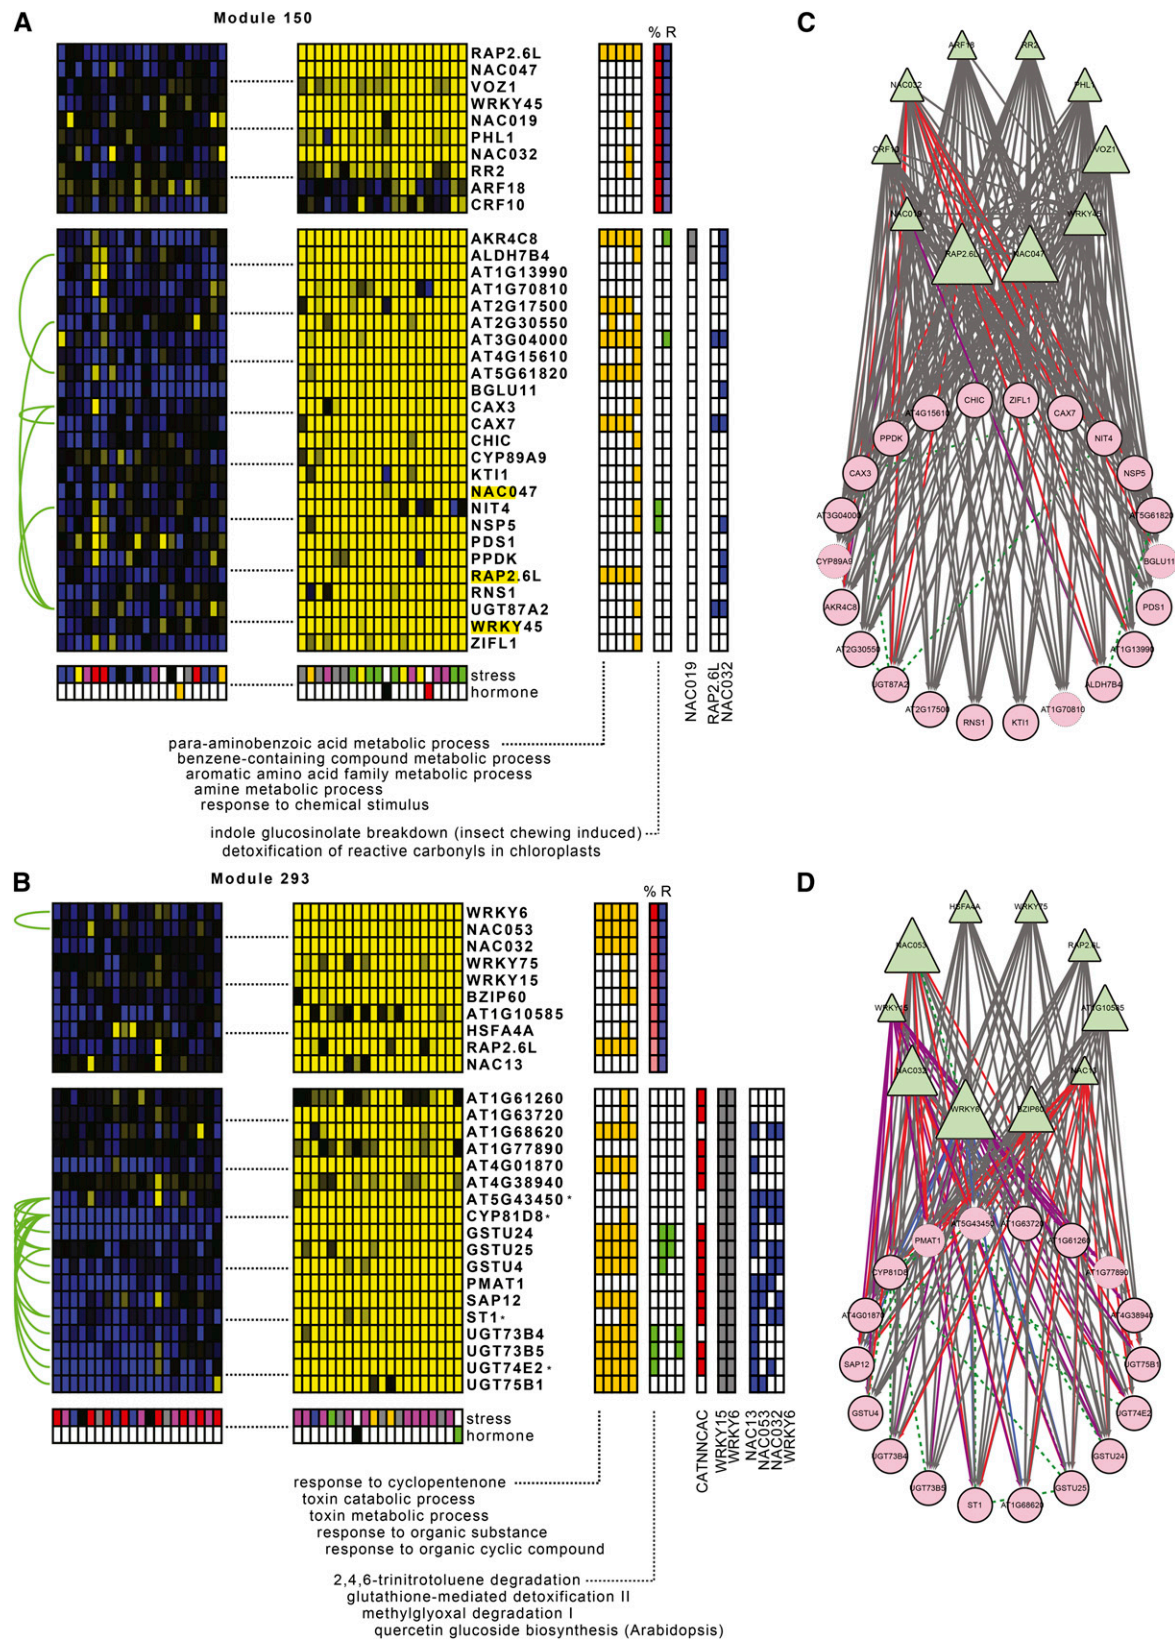 A
Module 150
% R
RAP2.6L
NAC047
VOZ1
WRKY45
NAC019
PHL1
NAC032
RR2
ARF18
CRF10
AKR4C8
ALDH7B4
AT1G13990
AT1G70810
AT2G17500
AT2G30550
AT3G04000
AT4G15610
AT5G61820
BGLU11
CAX3
CAX7
CHIC
CYP89A9
KTI1
NAC047
NIT4
NSP5
PDS1
PPDK
RAP2.6L
RNS1
UGT87A2
WRKY45
ZIFL1
stress
hormone
NAC019
RAP2.6L
NAC032
para-aminobenzoic acid metabolic process
benzene-containing compound metabolic process
aromatic amino acid family metabolic process
amine metabolic process
response to chemical stimulus
indole glucosinolate breakdown (insect chewing induced)
detoxification of reactive carbonyls in chloroplasts
C
ARF18
RR2
NAC032
PHL1
CRF10
VOZ1
NAC019
WRKY45
RAP2.6L
NAC047
CHIC
ZIFL1
AT4G15610
CAX7
PPDK
NIT4
CAX3
NSP5
AT3G04000
AT5G61820
CYP89A9
BGLU11
AKR4C8
PDS1
AT2G30550
AT1G13990
UGT87A2
ALDH7B4
AT2G17500
AT1G70810
RNS1
KTI1
B
Module 293
% R
WRKY6
NAC053
NAC032
WRKY75
WRKY15
BZIP60
AT1G10585
HSFA4A
RAP2.6L
NAC13
AT1G61260
AT1G63720
AT1G68620
AT1G77890
AT4G01870
AT4G38940
AT5G43450 *
CYP81D8 *
GSTU24
GSTU25
GSTU4
PMAT1
SAP12
ST1 *
UGT73B4
UGT73B5
UGT74E2 *
UGT75B1
stress
hormone
CATNNCAC
WRKY15
WRKY6
NAC13
NAC053
NAC032
WRKY6
response to cyclopentenone
toxin catabolic process
toxin metabolic process
response to organic substance
response to organic cyclic compound
2,4,6-trinitrotoluene degradation
glutathione-mediated detoxification II
methylglyoxal degradation I
quercetin glucoside biosynthesis (Arabidopsis)
D
HSFA4A
WRKY75
NAC053
RAP2.6L
WRKY15
AT1G10585
NAC032
NAC13
WRKY6
BZIP60
AT5G43450
AT1G63720
PMAT1
AT1G61260
CYP81D8
AT1G77890
AT4G01870
AT4G38940
SAP12
UGT75B1
GSTU4
UGT74E2
UGT73B4
GSTU24
UGT73B5
GSTU25
ST1
AT1G68620